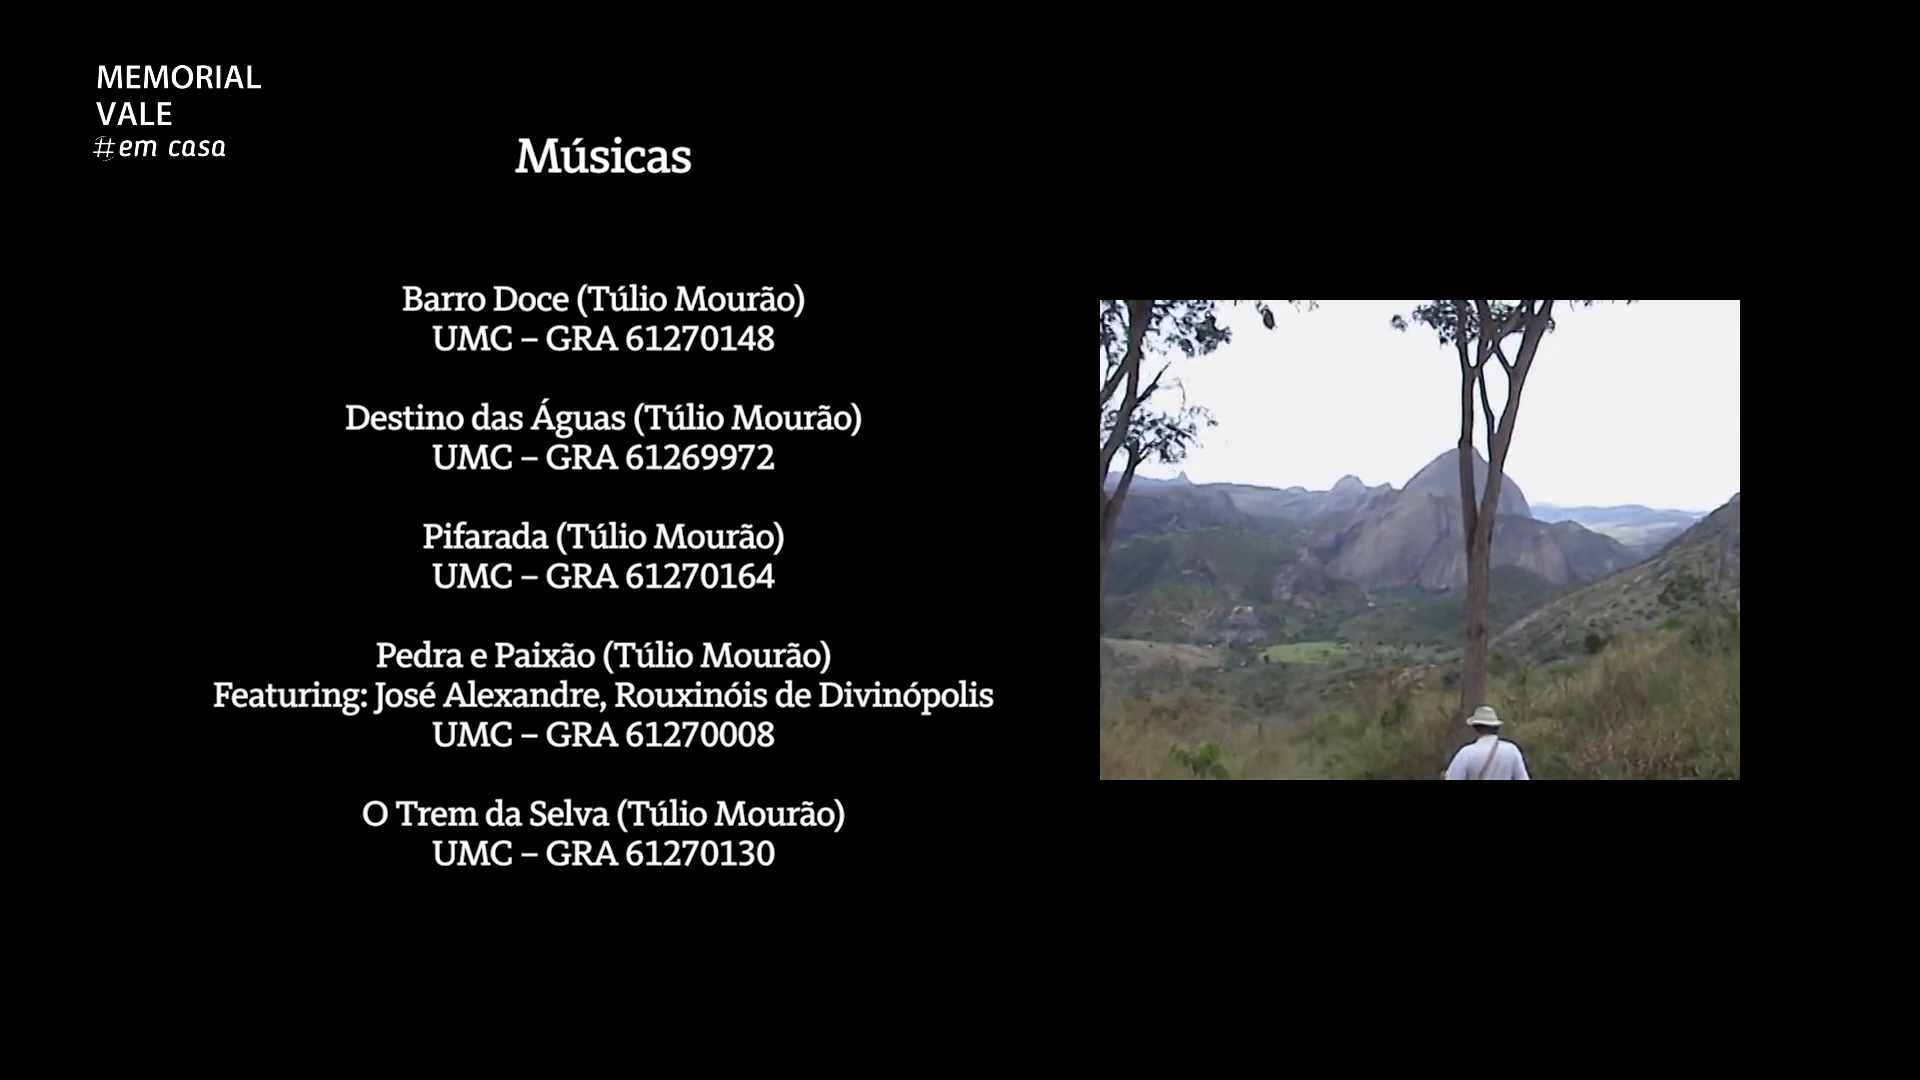 MEMORIAL
VALE
#em casa
Músicas
Barro Doce (Túlio Mourão)
UMC – GRA 61270148
Destino das Águas (Túlio Mourão)
UMC – GRA 61269972
Pifarada (Túlio Mourão)
UMC – GRA 61270164
Pedra e Paixão (Túlio Mourão)
Featuring: José Alexandre, Rouxinóis de Divinópolis
UMC – GRA 61270008
O Trem da Selva (Túlio Mourão)
UMC – GRA 61270130